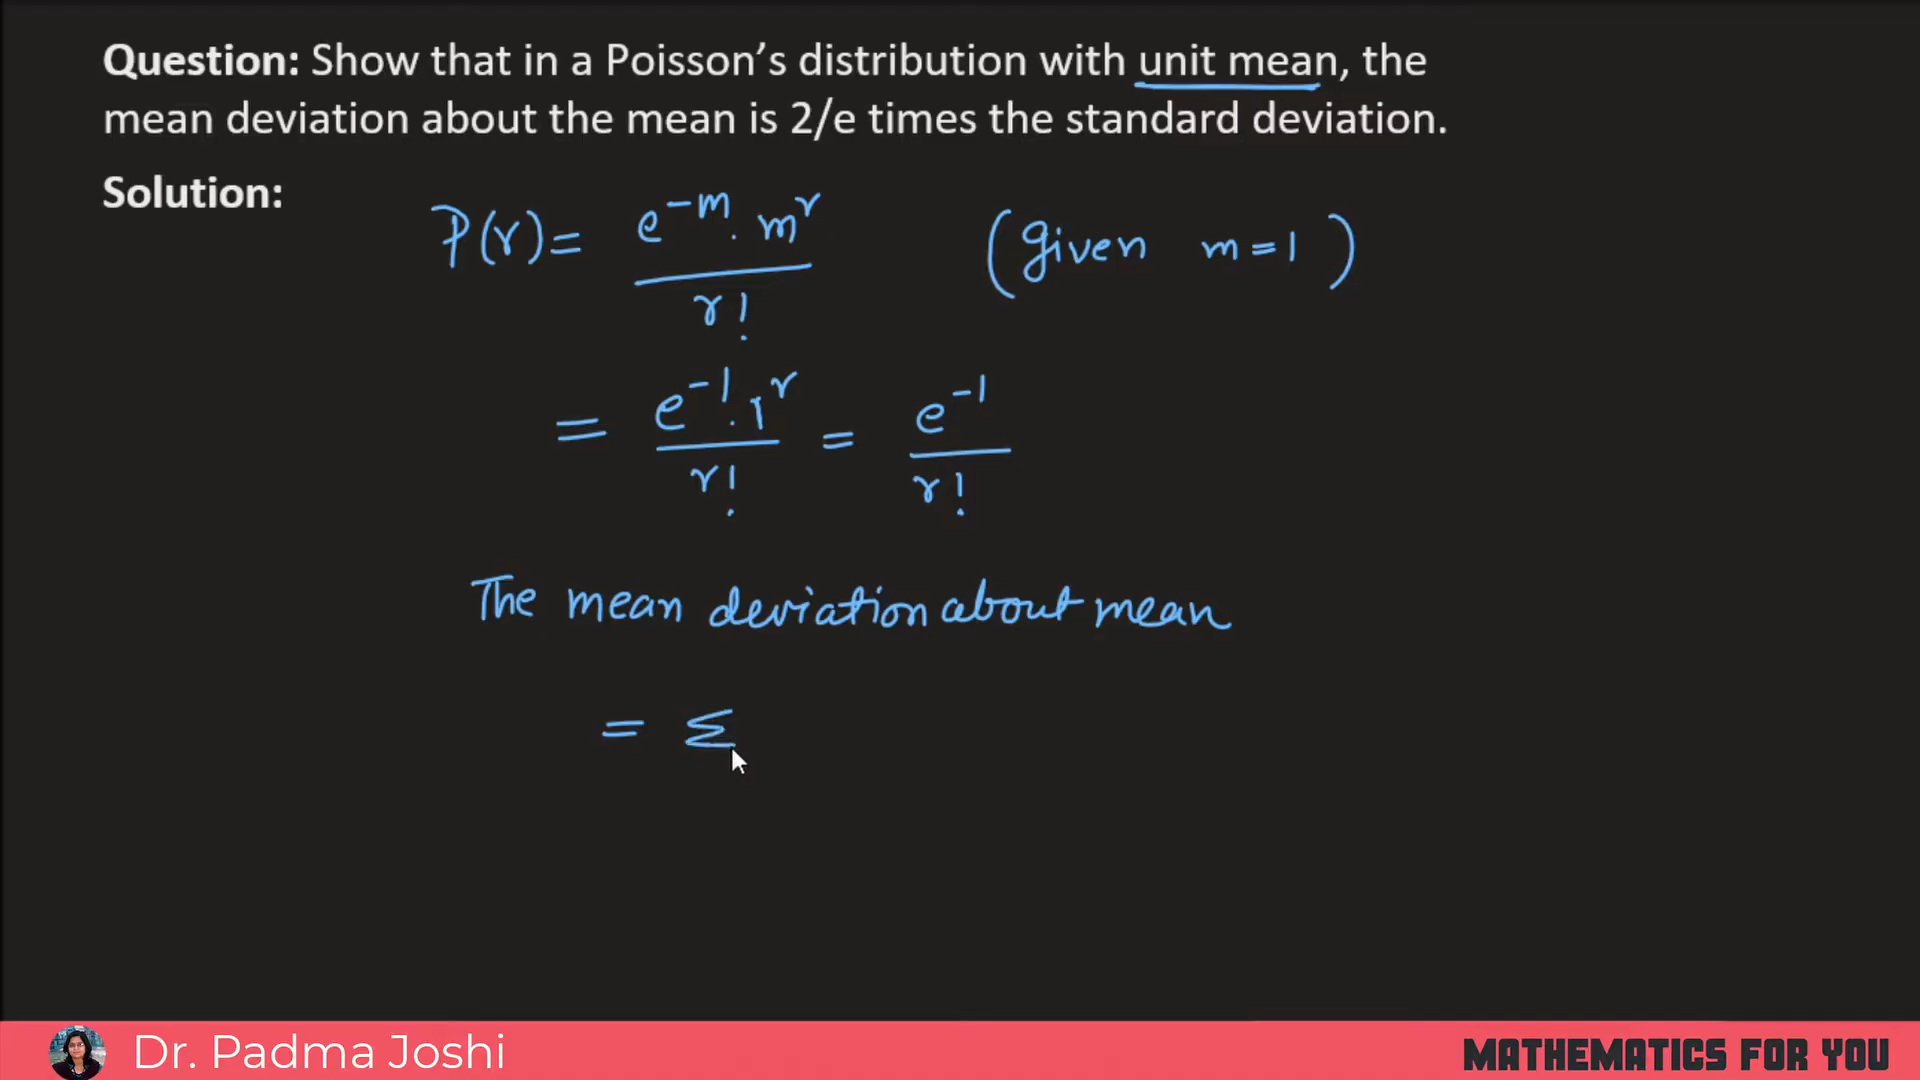 Question: Show that in a Poisson’s distribution with unit mean, the
mean deviation about the mean is 2/e times the standard deviation.
Solution:
P(r) = e^-m . m^r / r! (Given m = 1)
= e^-1 . 1^r / r! = e^-1 / r!
The mean deviation about mean
= Σ
Dr. Padma Joshi
MATHEMATICS FOR YOU